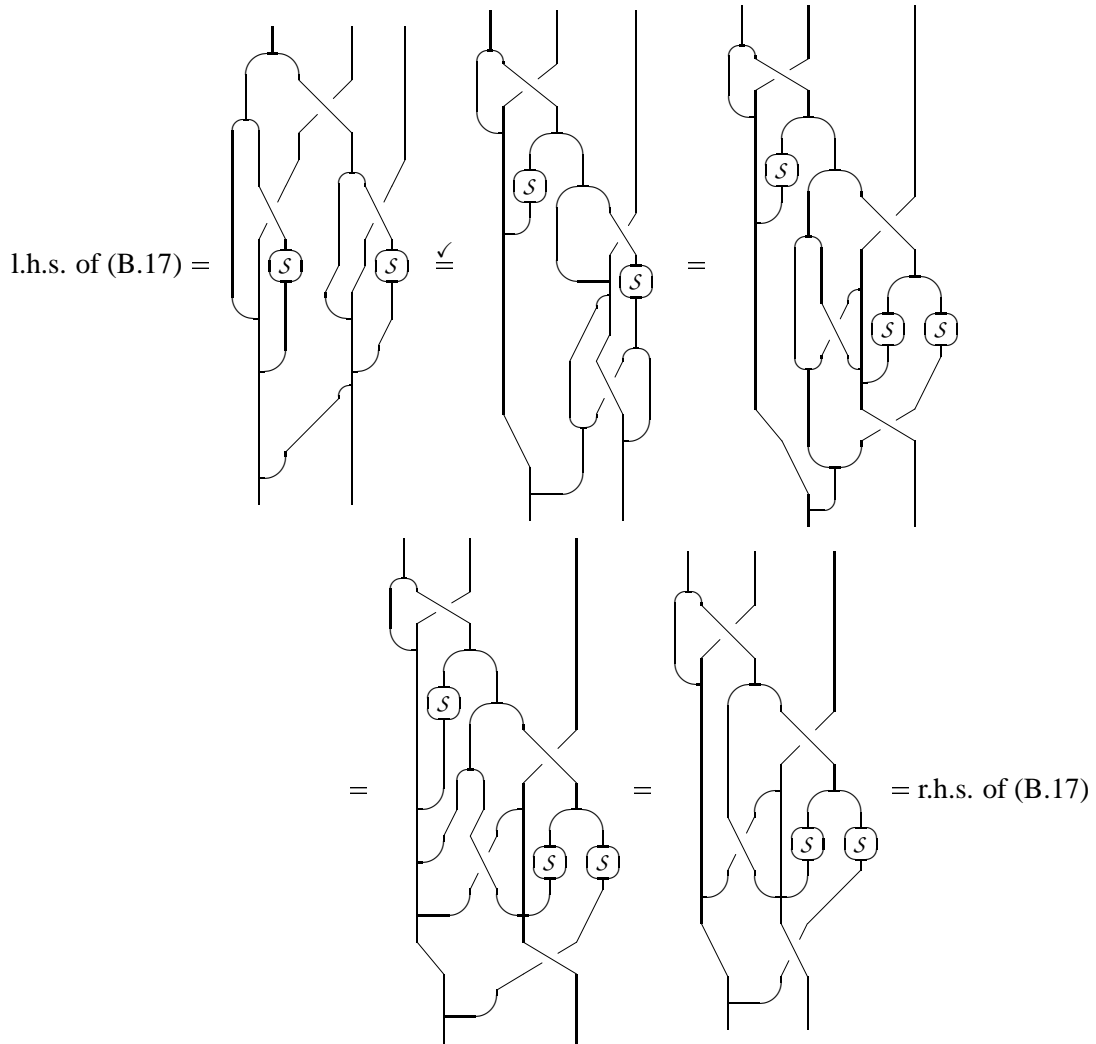 l.h.s. of (B.17) = S S ✓= S S = S S S
= S S S = S S = r.h.s. of (B.17)